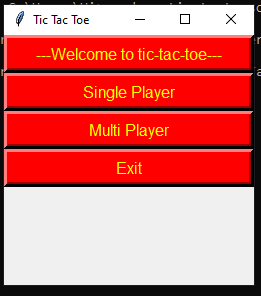 Tic Tac Toe
---Welcome to tic-tac-toe---
Single Player
Multi Player
Exit